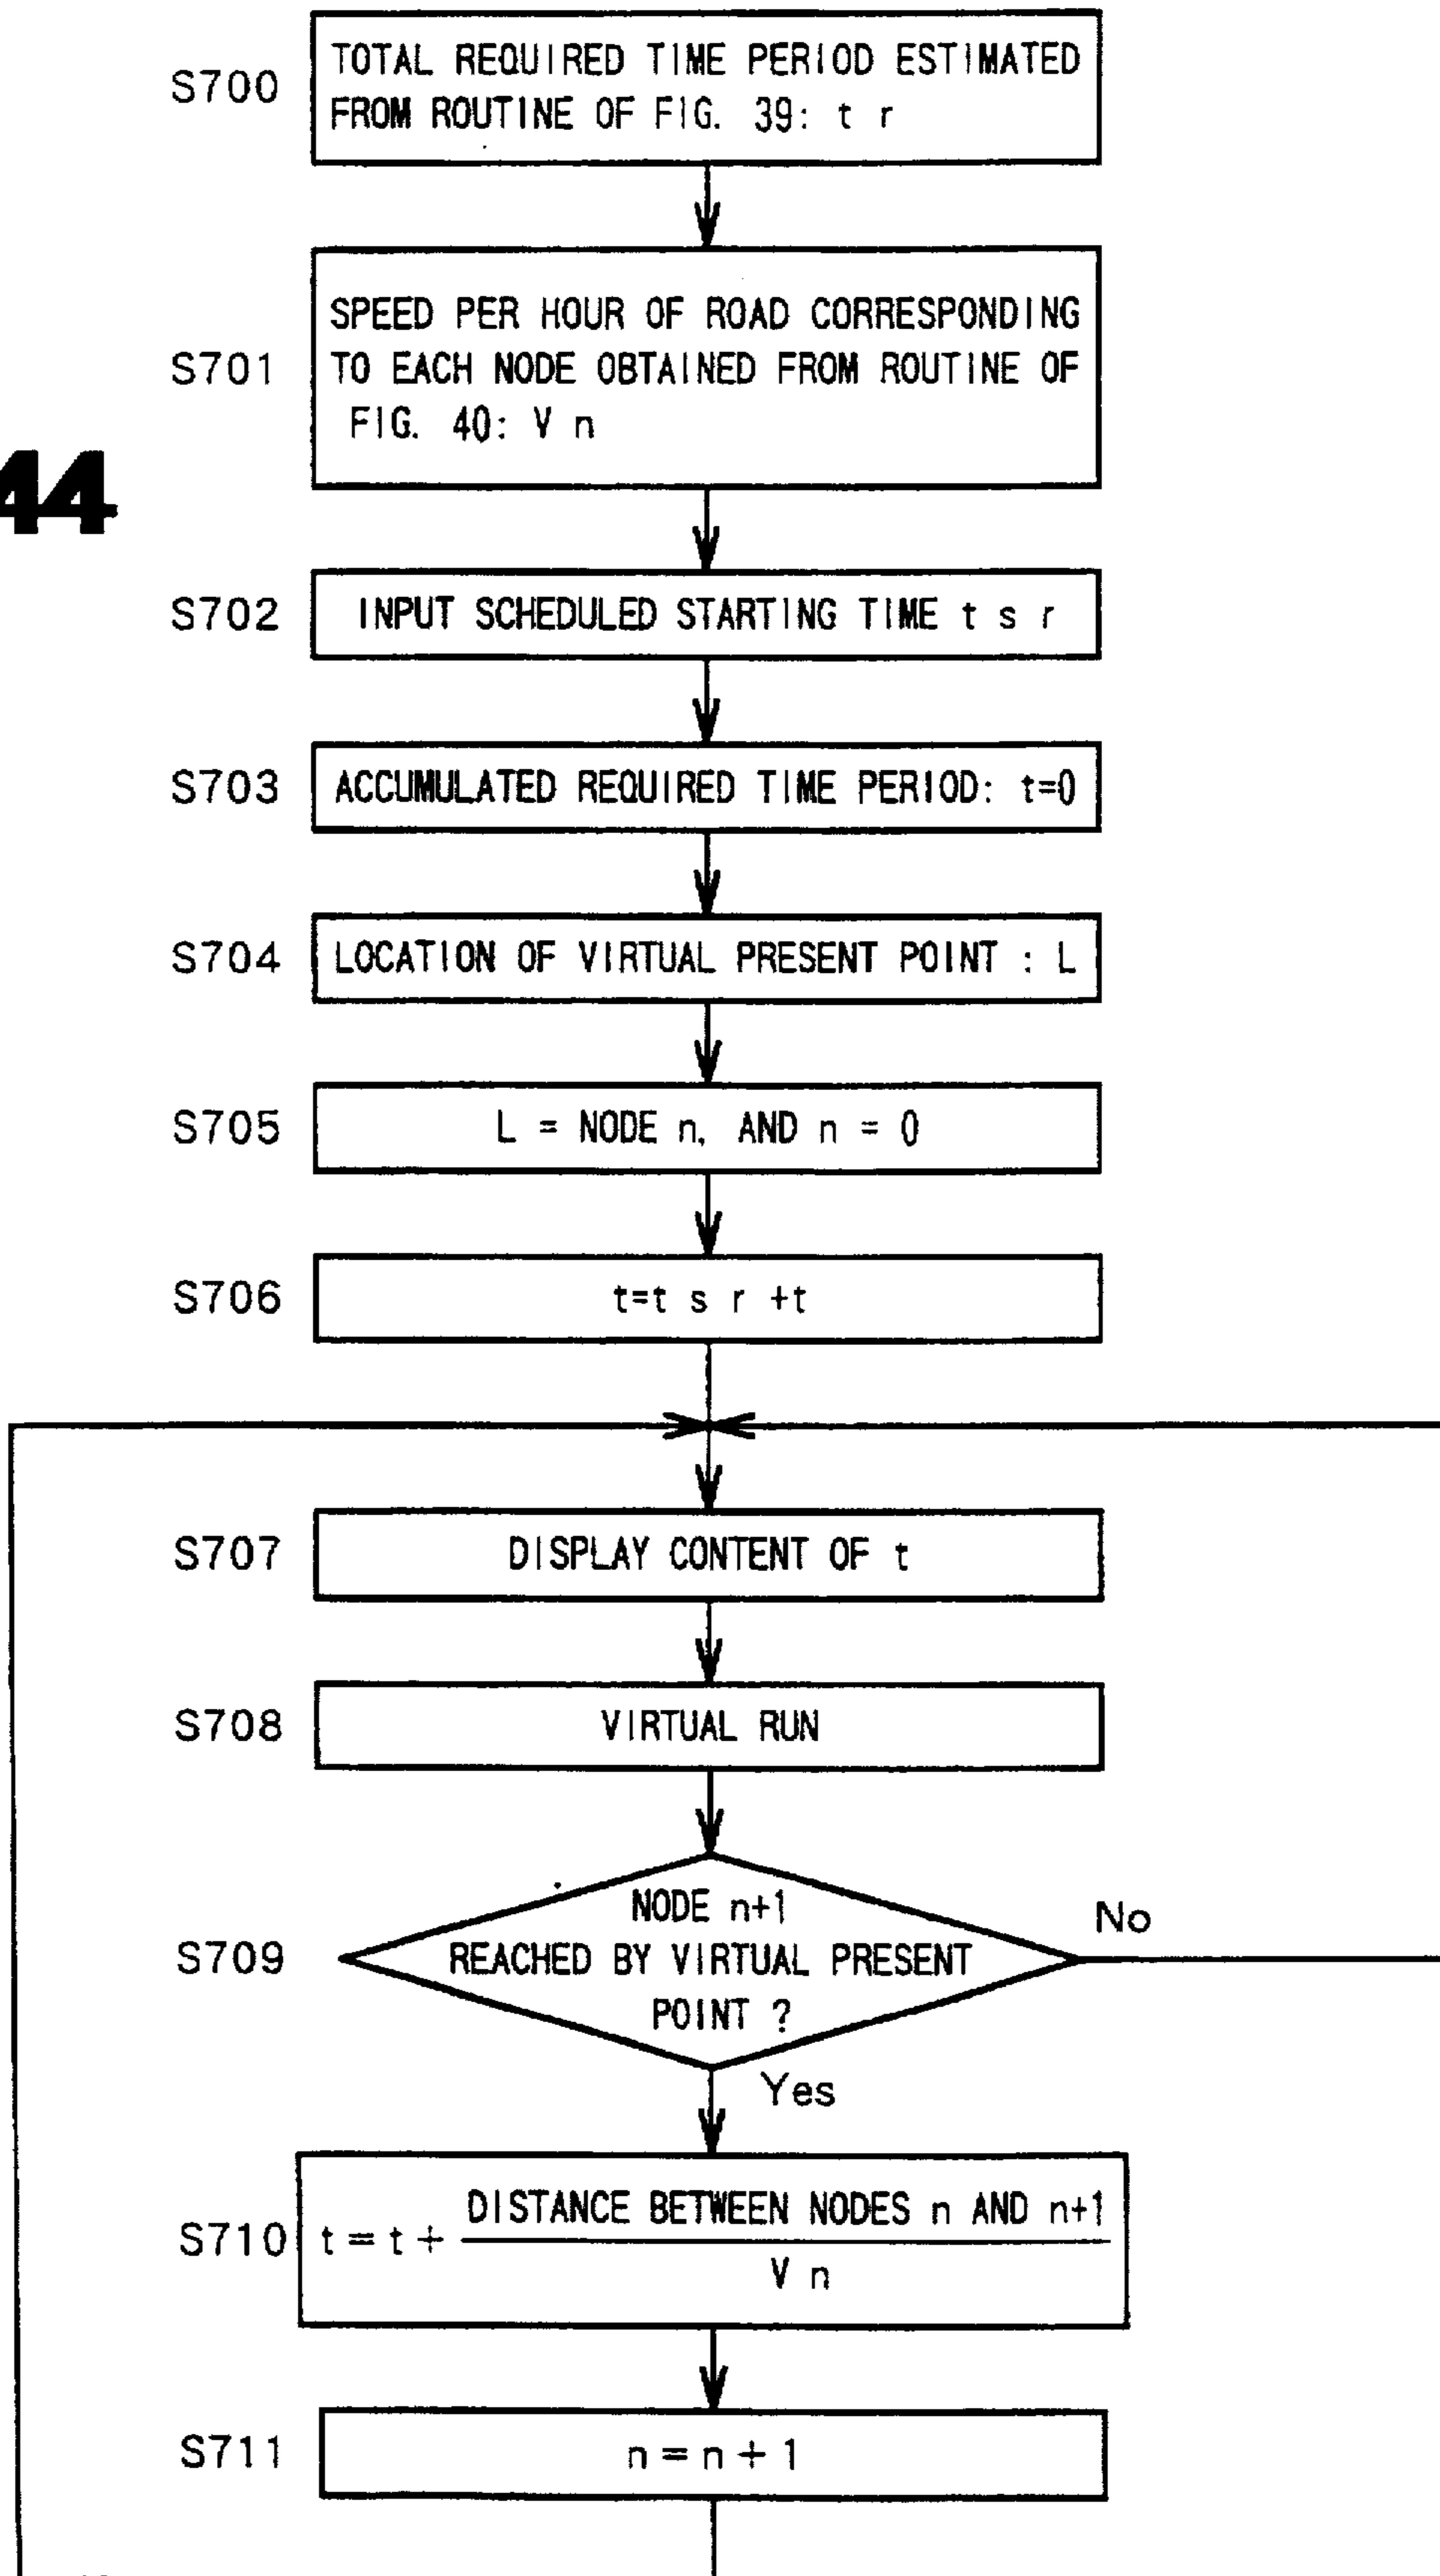 S700
TOTAL REQUIRED TIME PERIOD ESTIMATED
FROM ROUTINE OF FIG. 39: t r
S701
SPEED PER HOUR OF ROAD CORRESPONDING
TO EACH NODE OBTAINED FROM ROUTINE OF
FIG. 40: V n
44
S702
INPUT SCHEDULED STARTING TIME t s r
S703
ACCUMULATED REQUIRED TIME PERIOD: t=0
S704
LOCATION OF VIRTUAL PRESENT POINT : L
S705
L = NODE n, AND n = 0
S706
t=t s r +t
S707
DISPLAY CONTENT OF t
S708
VIRTUAL RUN
S709
NODE n+1
REACHED BY VIRTUAL PRESENT
POINT ?
No
Yes
S710
t = t + DISTANCE BETWEEN NODES n AND n+1
V n
S711
n = n + 1